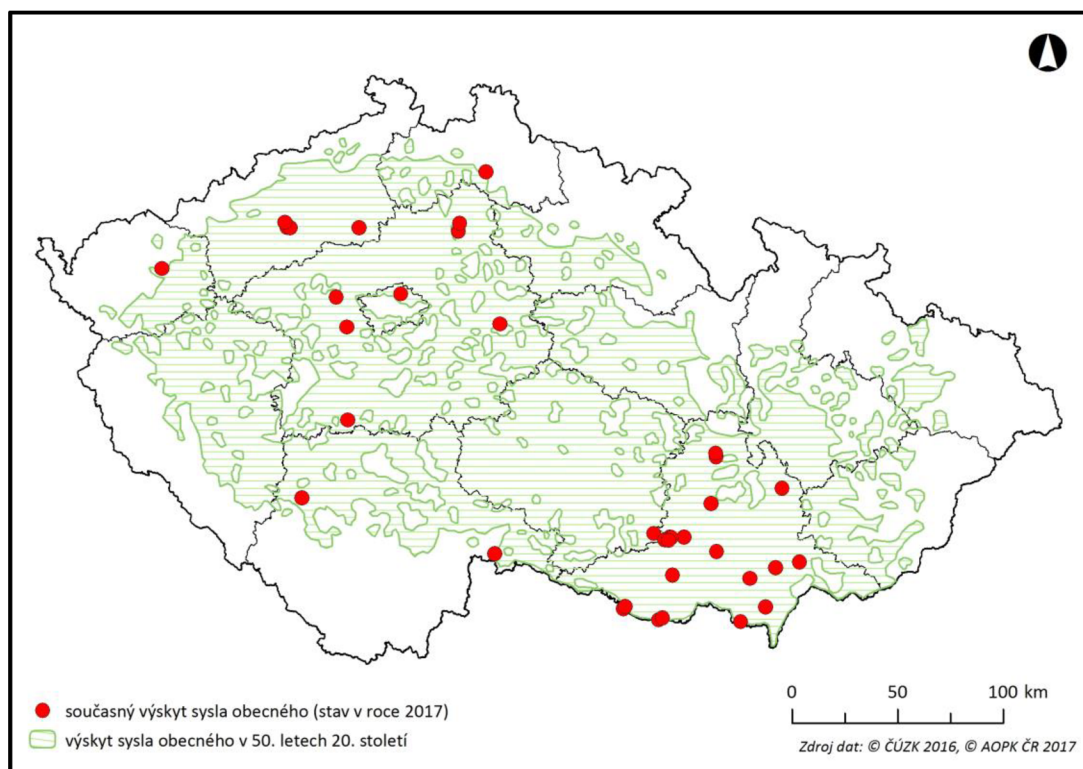 současný výskyt sysla obecného (stav v roce 2017)
výskyt sysla obecného v 50. letech 20. století
0 50 100 km
Zdroj dat: © ČÚZK 2016, © AOPK ČR 2017